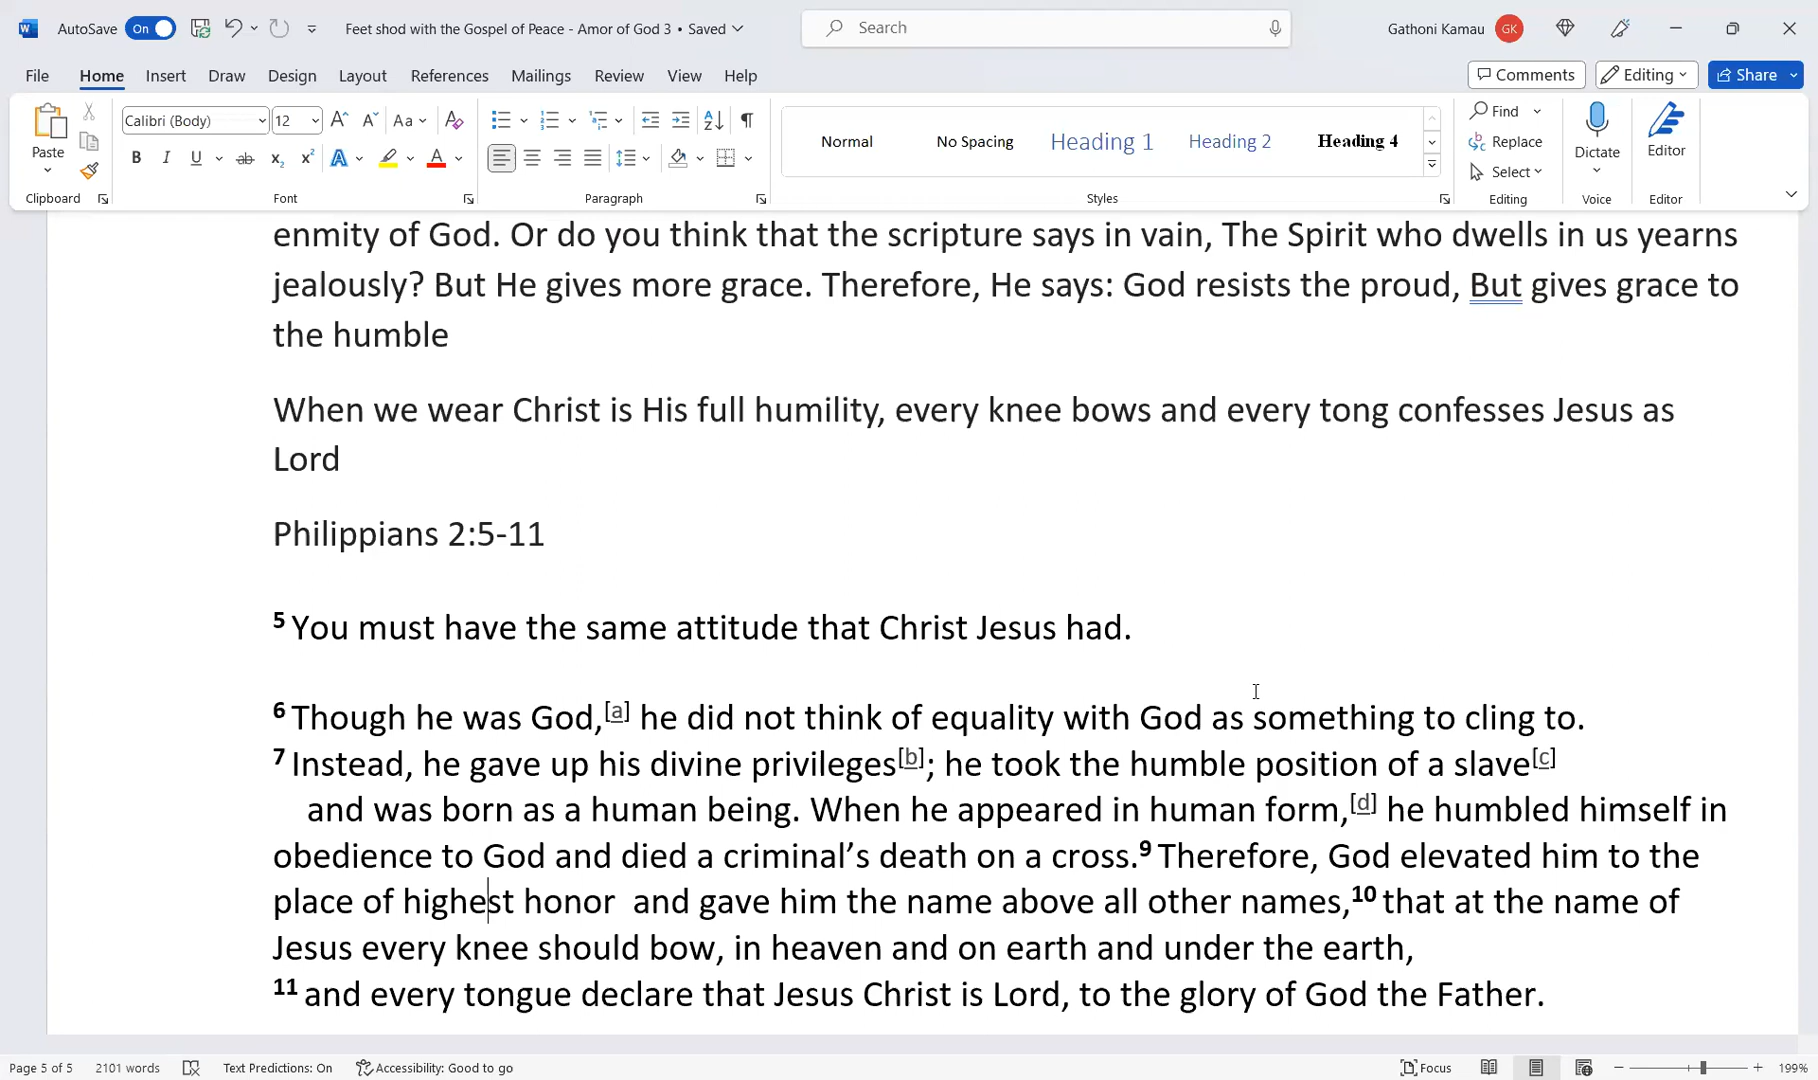 AutoSave On Feet shod with the Gospel of Peace - Amor of God 3 • Saved Search Gathoni Kamau GK
File Home Insert Draw Design Layout References Mailings Review View Help Comments Editing Share
Paste
Calibri (Body) 12 A A Aa A
B I U ab x₂ x² A A
Normal No Spacing Heading 1 Heading 2 Heading 4
Find
Replace
Select
Dictate
Editor
Clipboard Font Paragraph Styles Editing Voice Editor
enmity of God. Or do you think that the scripture says in vain, The Spirit who dwells in us yearns
jealously? But He gives more grace. Therefore, He says: God resists the proud, But gives grace to
the humble
When we wear Christ is His full humility, every knee bows and every tong confesses Jesus as
Lord
Philippians 2:5-11
5 You must have the same attitude that Christ Jesus had.
6 Though he was God,[a] he did not think of equality with God as something to cling to.
7 Instead, he gave up his divine privileges[b]; he took the humble position of a slave[c]
and was born as a human being. When he appeared in human form,[d] he humbled himself in
obedience to God and died a criminal’s death on a cross.9 Therefore, God elevated him to the
place of highest honor and gave him the name above all other names,10 that at the name of
Jesus every knee should bow, in heaven and on earth and under the earth,
11 and every tongue declare that Jesus Christ is Lord, to the glory of God the Father.
Page 5 of 5 2101 words Text Predictions: On Accessibility: Good to go Focus 199%